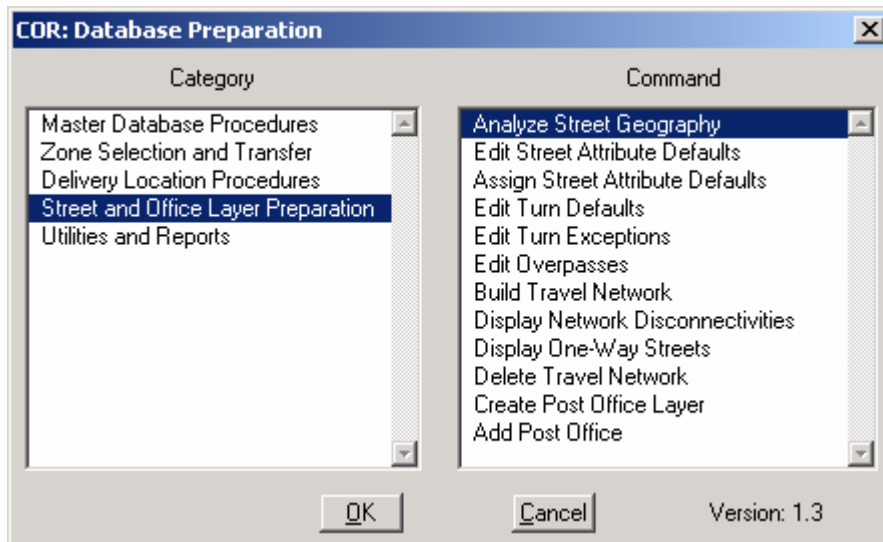 COR: Database Preparation
Category
Command
Master Database Procedures
Zone Selection and Transfer
Delivery Location Procedures
Street and Office Layer Preparation
Utilities and Reports
Analyze Street Geography
Edit Street Attribute Defaults
Assign Street Attribute Defaults
Edit Turn Defaults
Edit Turn Exceptions
Edit Overpasses
Build Travel Network
Display Network Disconnectivities
Display One-Way Streets
Delete Travel Network
Create Post Office Layer
Add Post Office
OK
Cancel
Version: 1.3